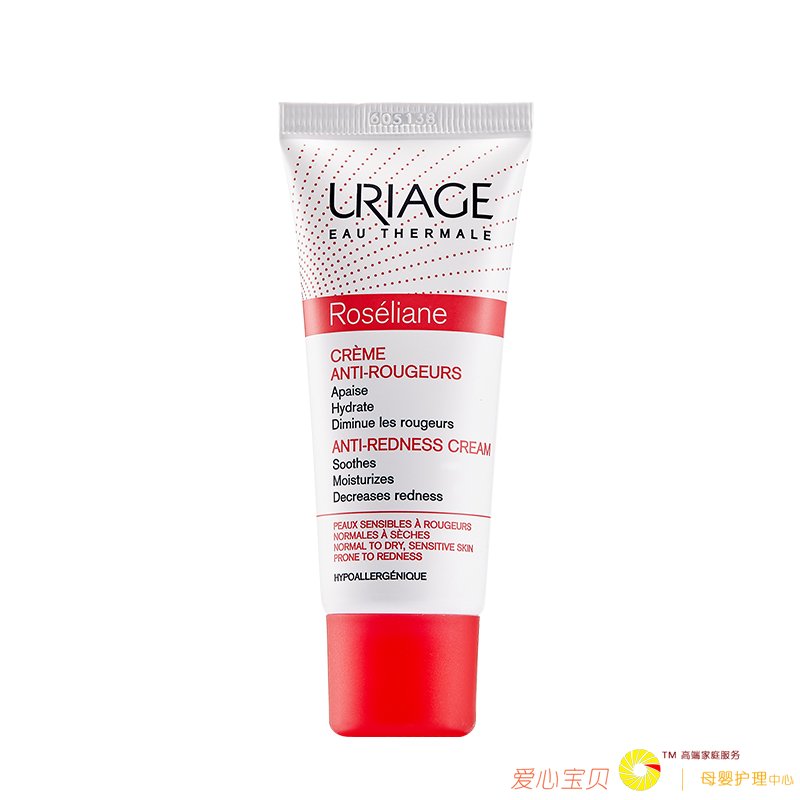 605138
URIAGE
EAU THERMALE
Roséliane
CRÈME
ANTI-ROUGEURS
Apaise
Hydrate
Diminue les rougeurs
ANTI-REDNESS CREAM
Soothes
Moisturizes
Decreases redness
PEAUX SENSIBLES À ROUGEURS
NORMALES À SÈCHES
NORMAL TO DRY, SENSITIVE SKIN
PRONE TO REDNESS
HYPOALLERGÉNIQUE
爱心宝贝 TM 高端家庭服务
母婴护理中心